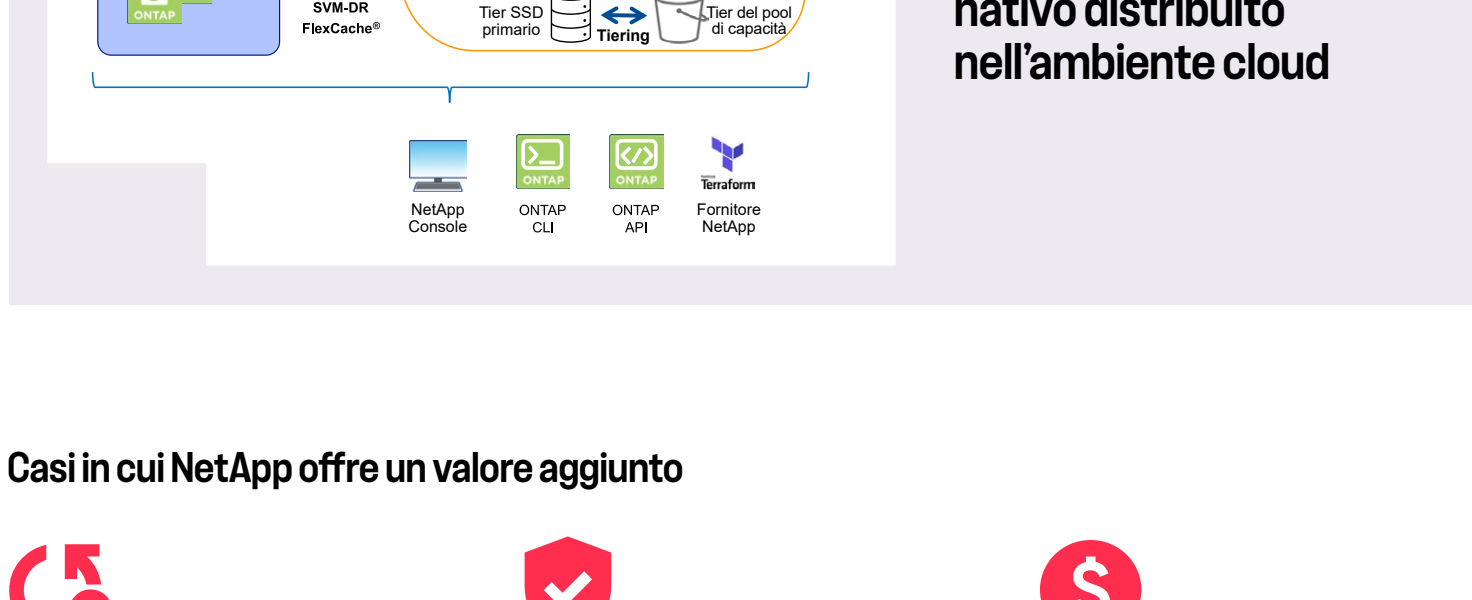 ONTAP
SVM-DR
FlexCache®
Tier SSD
primario
Tiering
Tier del pool
di capacità
nativo distribuito
nell'ambiente cloud
ONTAP
ONTAP
Terraform
NetApp
Console
ONTAP
CLI
ONTAP
API
Fornitore
NetApp
Casi in cui NetApp offre un valore aggiunto
$